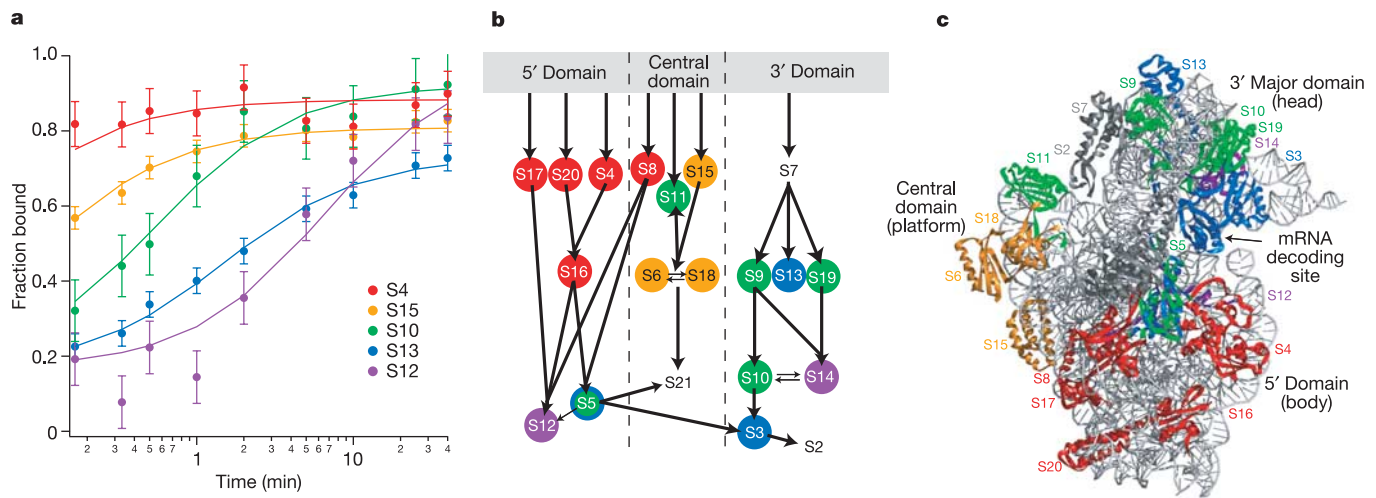 a
1.0
0.8
0.6
0.4
0.2
0
Fraction bound
2 3 4 5 6 7 1 2 3 4 5 6 7 10 2 3 4
Time (min)
S4
S15
S10
S13
S12
b
5′ Domain
Central
domain
3′ Domain
S17
S20
S4
S8
S11
S15
S7
S16
S6
S18
S9
S13
S19
S10
S14
S21
S5
S12
S3
S2
c
S13
S9
3′ Major domain
(head)
S7
S10
S19
S14
S2
S3
S11
Central
domain
(platform)
S18
S5
mRNA
decoding
site
S6
S12
S15
S4
S8
5′ Domain
(body)
S17
S16
S20